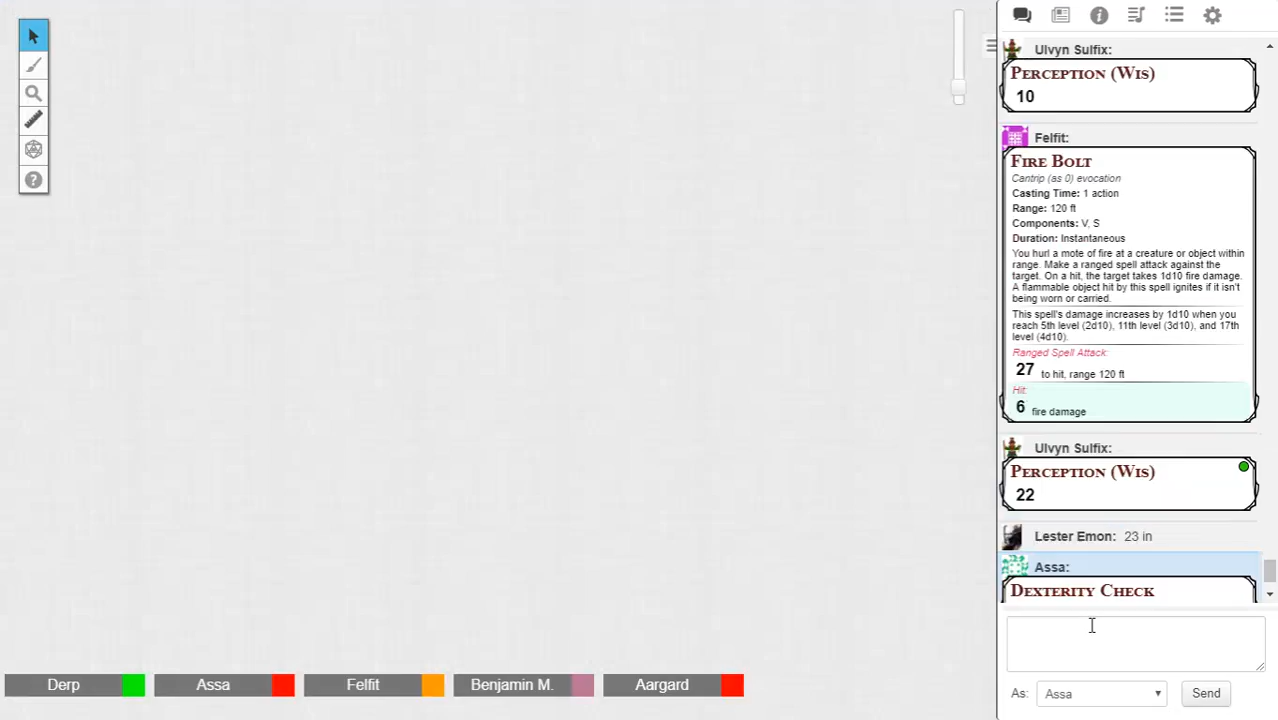 Ulvyn Sulfix:
Perception (Wis)
10
Felfit:
Fire Bolt
Cantrip (as 0) evocation
Casting Time: 1 action
Range: 120 ft
Components: V, S
Duration: Instantaneous
You hurl a mote of fire at a creature or object within
range. Make a ranged spell attack against the
target. On a hit, the target takes 1d10 fire damage.
A flammable object hit by this spell ignites if it isn't
being worn or carried.
This spell's damage increases by 1d10 when you
reach 5th level (2d10), 11th level (3d10), and 17th
level (4d10).
Ranged Spell Attack:
27 to hit, range 120 ft
Hit:
6 fire damage
Ulvyn Sulfix:
Perception (Wis)
22
Lester Emon: 23 in
Assa:
Dexterity Check
As: Assa Send
Derp Assa Felfit Benjamin M. Aargard